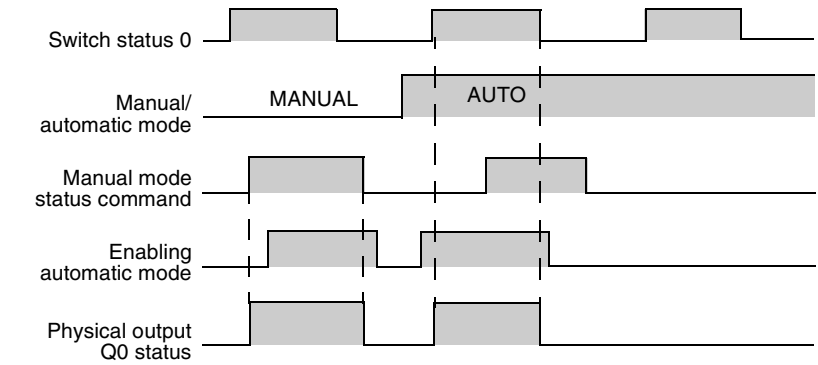 Switch status 0
Manual/
automatic mode
MANUAL
AUTO
Manual mode
status command
Enabling
automatic mode
Physical output
Q0 status